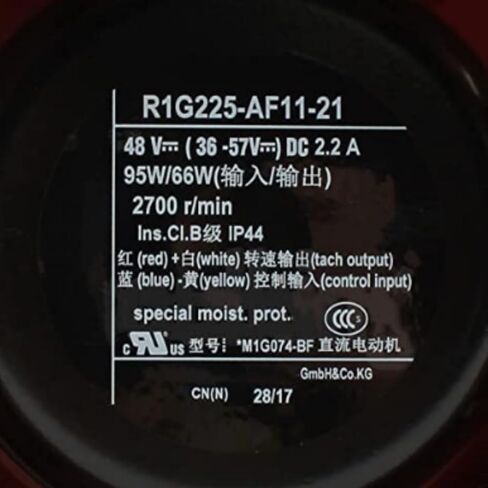 R1G225-AF11-21
48 V⎓ ( 36 -57V⎓) DC 2.2 A
95W/66W(输入/输出)
2700 r/min
Ins.Cl.B级 IP44
红 (red) +白(white) 转速输出(tach output)
蓝 (blue) -黄(yellow) 控制输入(control input)
special moist. prot. CCC S
c RU US 型号: *M1G074-BF 直流电动机
GmbH&Co.KG
CN(N) 28/17